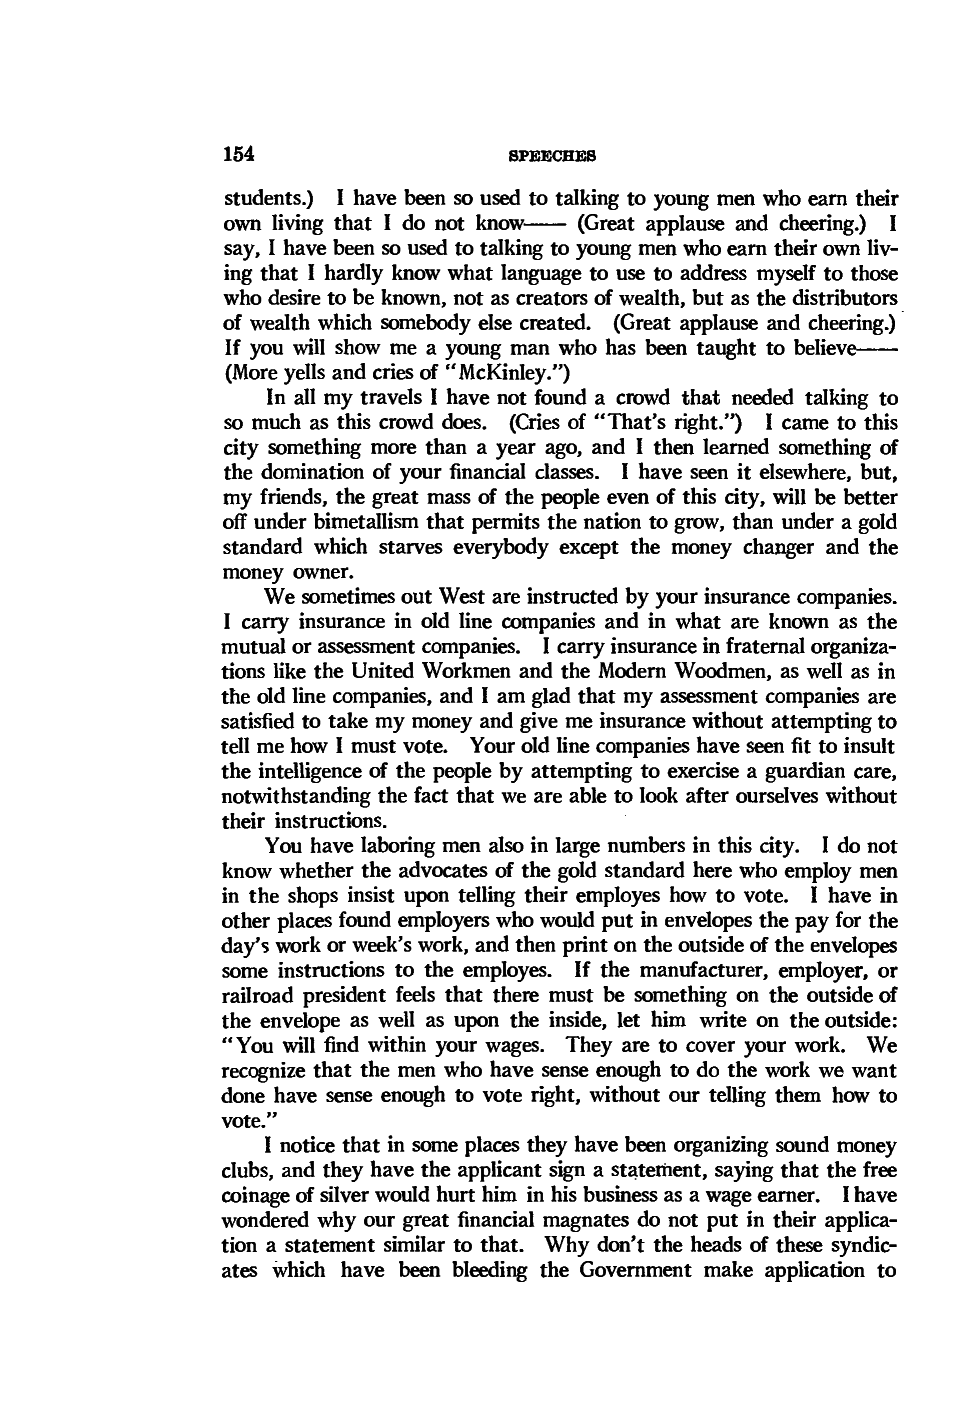 154 SPEECHES
students.) I have been so used to talking to young men who earn their
own living that I do not know—— (Great applause and cheering.) I
say, I have been so used to talking to young men who earn their own liv-
ing that I hardly know what language to use to address myself to those
who desire to be known, not as creators of wealth, but as the distributors
of wealth which somebody else created. (Great applause and cheering.)
If you will show me a young man who has been taught to believe——
(More yells and cries of "McKinley.")
In all my travels I have not found a crowd that needed talking to
so much as this crowd does. (Cries of "That's right.") I came to this
city something more than a year ago, and I then learned something of
the domination of your financial classes. I have seen it elsewhere, but,
my friends, the great mass of the people even of this city, will be better
off under bimetallism that permits the nation to grow, than under a gold
standard which starves everybody except the money changer and the
money owner.
We sometimes out West are instructed by your insurance companies.
I carry insurance in old line companies and in what are known as the
mutual or assessment companies. I carry insurance in fraternal organiza-
tions like the United Workmen and the Modern Woodmen, as well as in
the old line companies, and I am glad that my assessment companies are
satisfied to take my money and give me insurance without attempting to
tell me how I must vote. Your old line companies have seen fit to insult
the intelligence of the people by attempting to exercise a guardian care,
notwithstanding the fact that we are able to look after ourselves without
their instructions.
You have laboring men also in large numbers in this city. I do not
know whether the advocates of the gold standard here who employ men
in the shops insist upon telling their employes how to vote. I have in
other places found employers who would put in envelopes the pay for the
day's work or week's work, and then print on the outside of the envelopes
some instructions to the employes. If the manufacturer, employer, or
railroad president feels that there must be something on the outside of
the envelope as well as upon the inside, let him write on the outside:
"You will find within your wages. They are to cover your work. We
recognize that the men who have sense enough to do the work we want
done have sense enough to vote right, without our telling them how to
vote."
I notice that in some places they have been organizing sound money
clubs, and they have the applicant sign a statement, saying that the free
coinage of silver would hurt him in his business as a wage earner. I have
wondered why our great financial magnates do not put in their applica-
tion a statement similar to that. Why don't the heads of these syndic-
ates which have been bleeding the Government make application to